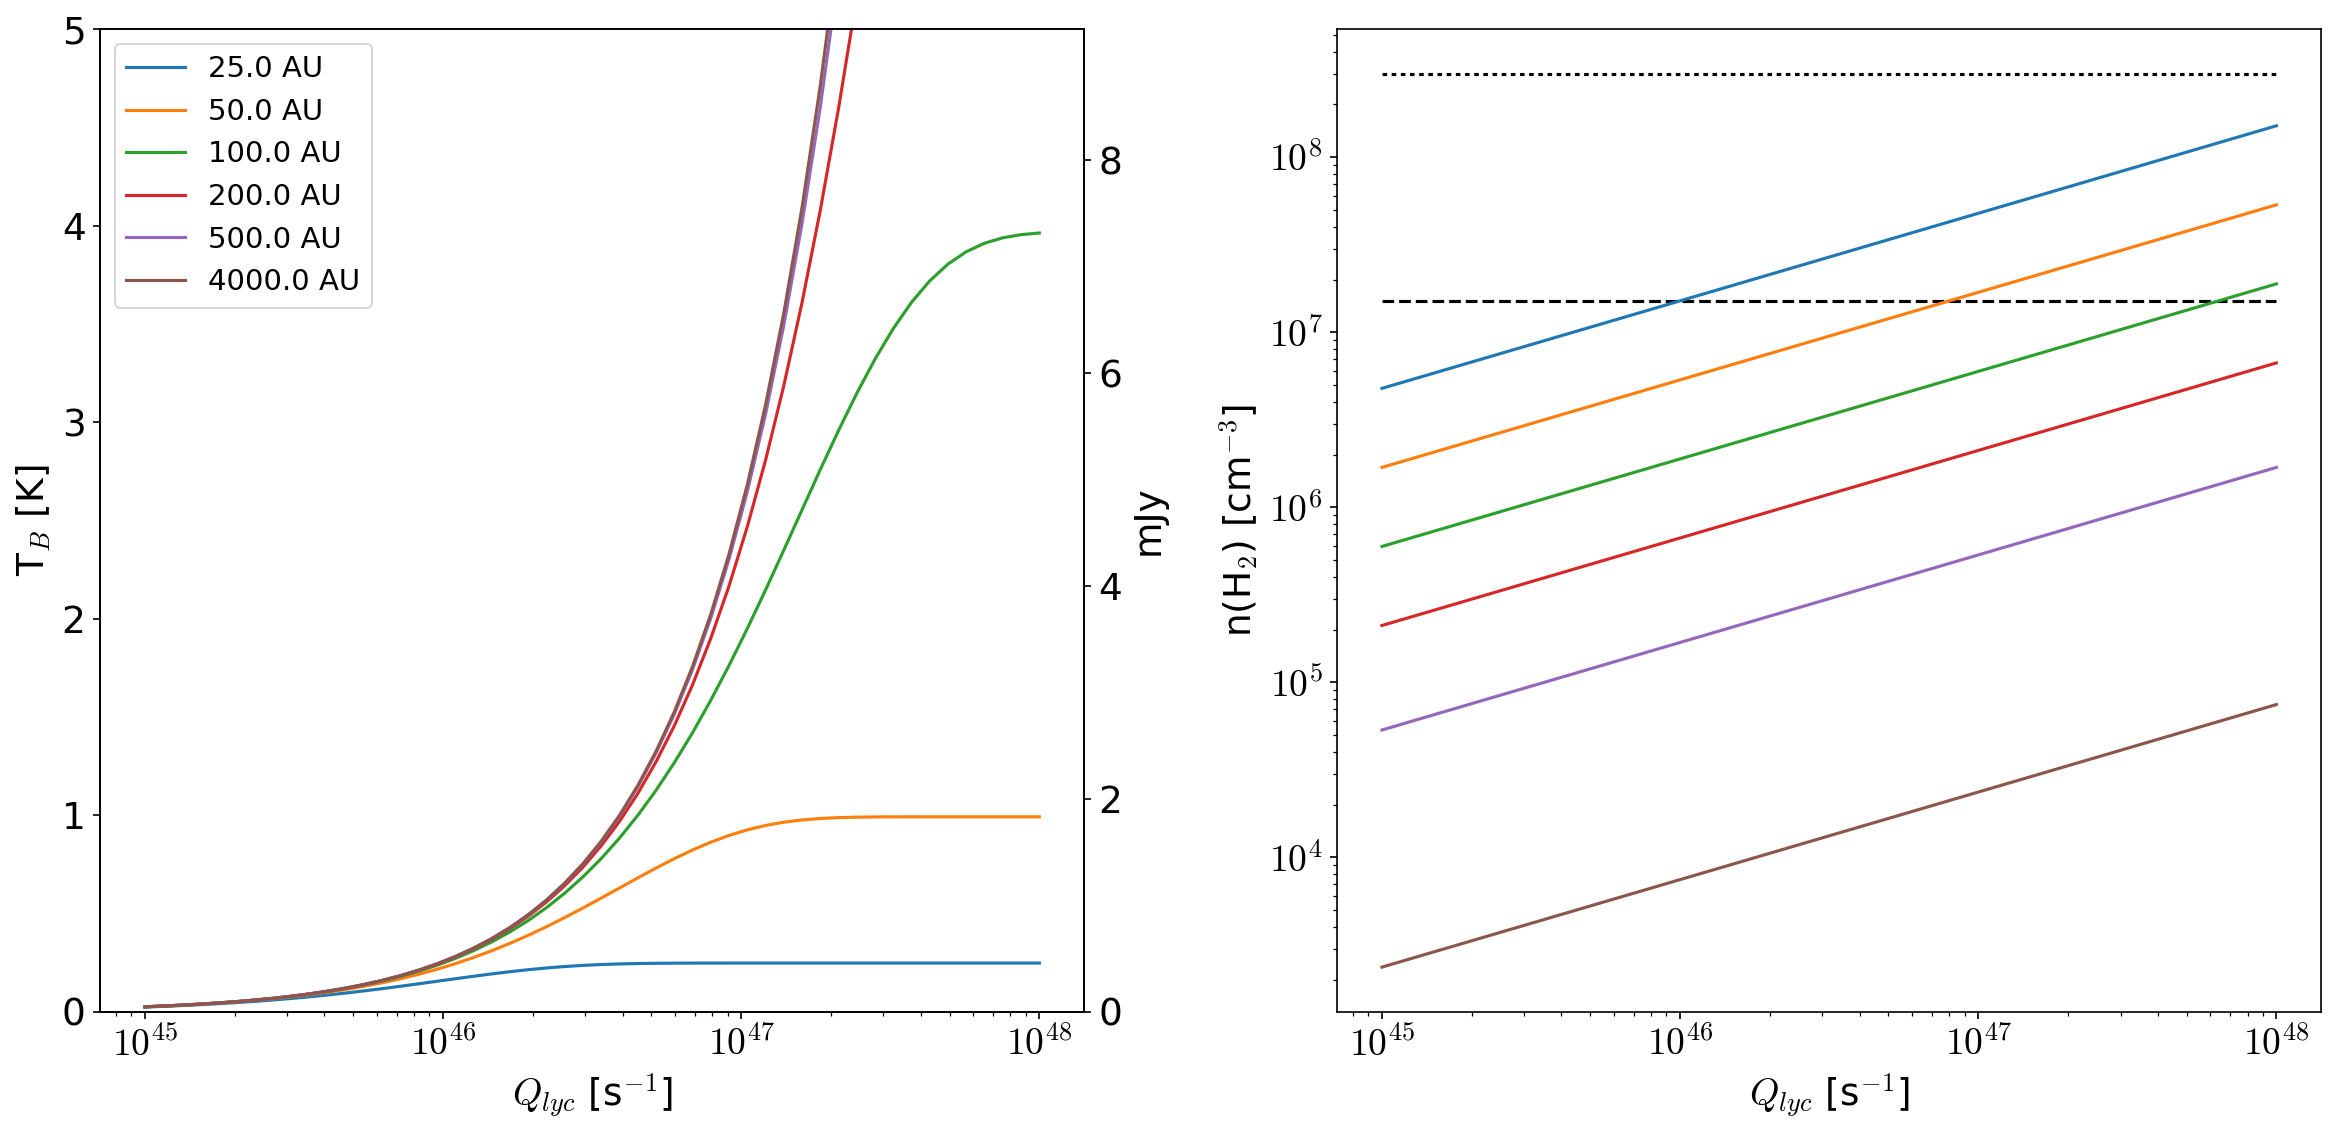 5
4
3
2
1
0
T_B [K]
25.0 AU
50.0 AU
100.0 AU
200.0 AU
500.0 AU
4000.0 AU
8
6
4
2
0
mJy
10^45 10^46 10^47 10^48
Q_lyc [s^−1]
n(H_2) [cm^−3]
10^8
10^7
10^6
10^5
10^4
10^45 10^46 10^47 10^48
Q_lyc [s^−1]